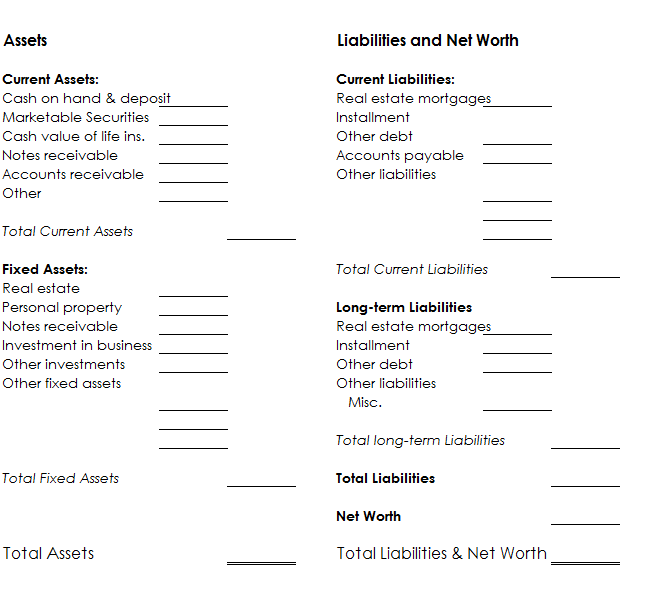 Assets
Current Assets:
Cash on hand & deposit
Marketable Securities
Cash value of life ins.
Notes receivable
Accounts receivable
Other
Total Current Assets
Fixed Assets:
Real estate
Personal property
Notes receivable
Investment in business
Other investments
Other fixed assets
Total Fixed Assets
Total Assets
Liabilities and Net Worth
Current Liabilities:
Real estate mortgages
Installment
Other debt
Accounts payable
Other liabilities
Total Current Liabilities
Long-term Liabilities
Real estate mortgages
Installment
Other debt
Other liabilities
Misc.
Total long-term Liabilities
Total Liabilities
Net Worth
Total Liabilities & Net Worth